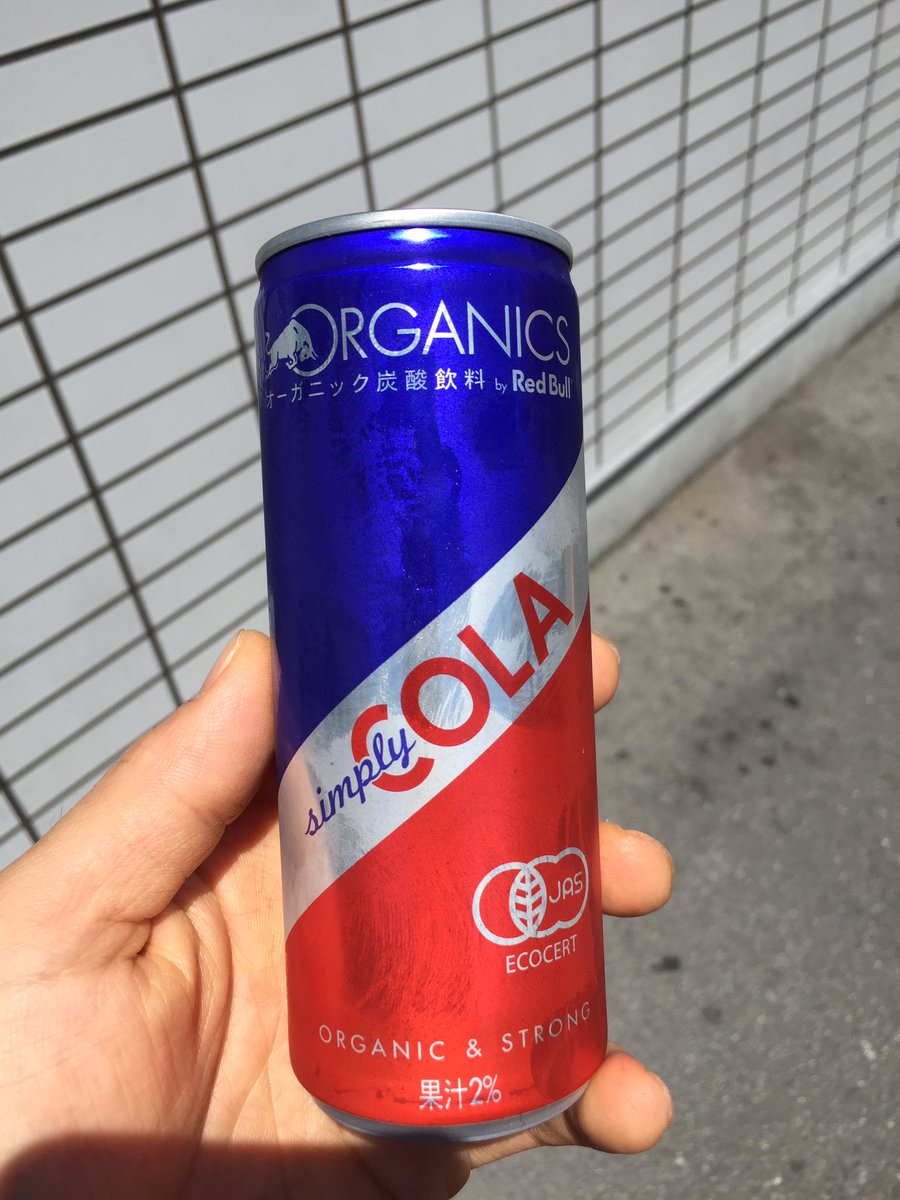 ORGANICS
オーガニック炭酸飲料 by Red Bull
simply COLA
JAS
ECOCERT
ORGANIC & STRONG
果汁2%